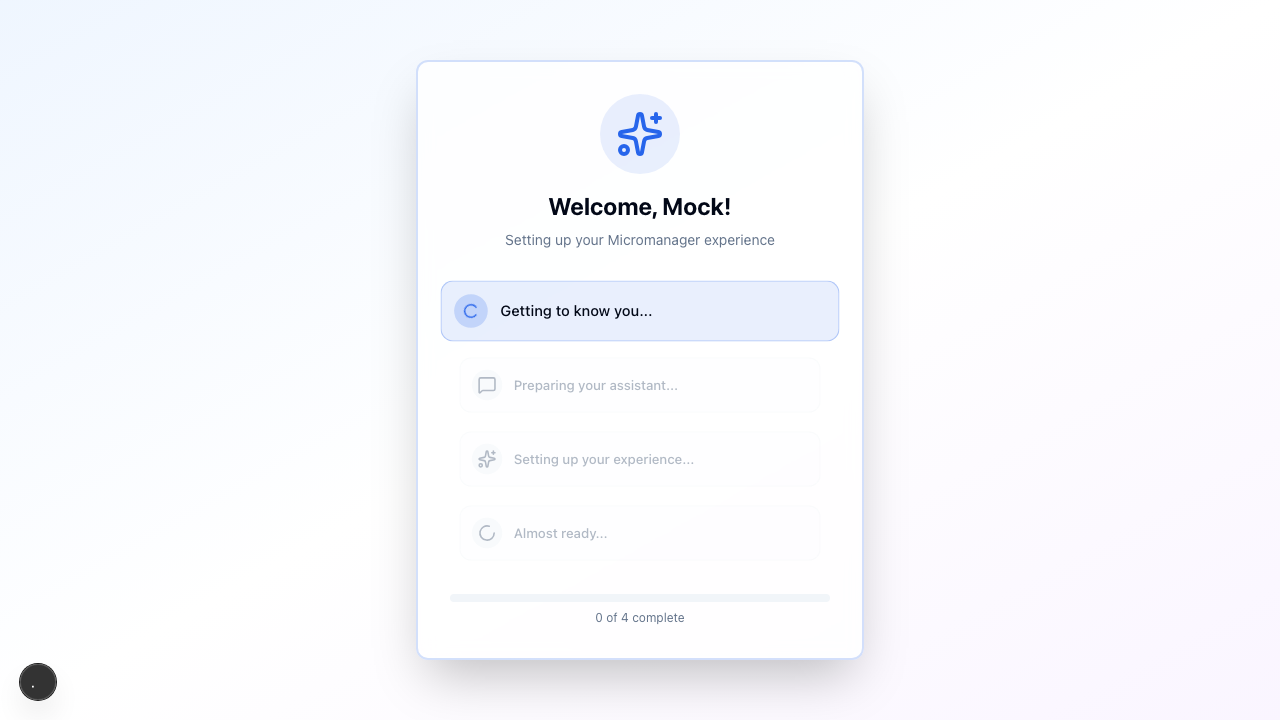 Welcome, Mock!
Setting up your Micromanager experience
Getting to know you...
Preparing your assistant...
Setting up your experience...
Almost ready...
0 of 4 complete